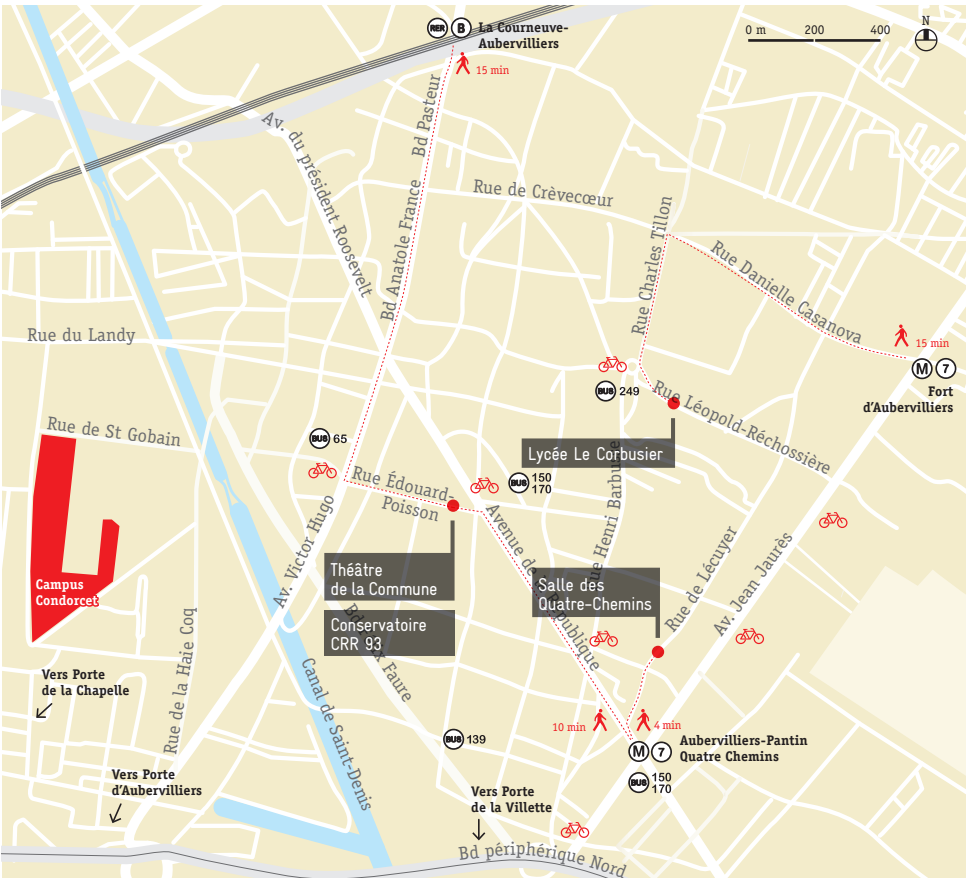 RER B La Courneuve-
Aubervilliers
15 min
0 m 200 400
N
Av. du président Roosevelt
Bd Pasteur
Bd Anatole France
Rue de Crèvecœur
Rue Charles Tillon
Rue Danielle Casanova
15 min
M 7
Fort
d'Aubervilliers
Rue du Landy
BUS 249
Rue Léopold-Réchossière
Lycée Le Corbusier
Rue de St Gobain
BUS 65
Rue Édouard-
Poisson
BUS 150
170
Av. Victor Hugo
Avenue de la République
ue Henri Barbusse
Rue de Lécuyer
Av. Jean Jaurès
Théâtre
de la Commune
Conservatoire
CRR 93
Salle des
Quatre-Chemins
Campus
Condorcet
Bd Félix Faure
Rue de la Haie Coq
Canal de Saint-Denis
Vers Porte
de la Chapelle
10 min
4 min
BUS 139
M 7
Aubervilliers-Pantin
Quatre Chemins
BUS 150
170
Vers Porte
d'Aubervilliers
Vers Porte
de la Villette
Bd périphérique Nord